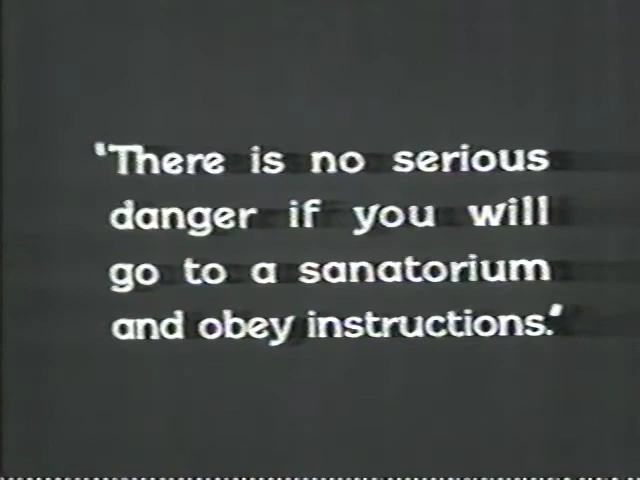 'There is no serious
danger if you will
go to a sanatorium
and obey instructions.'